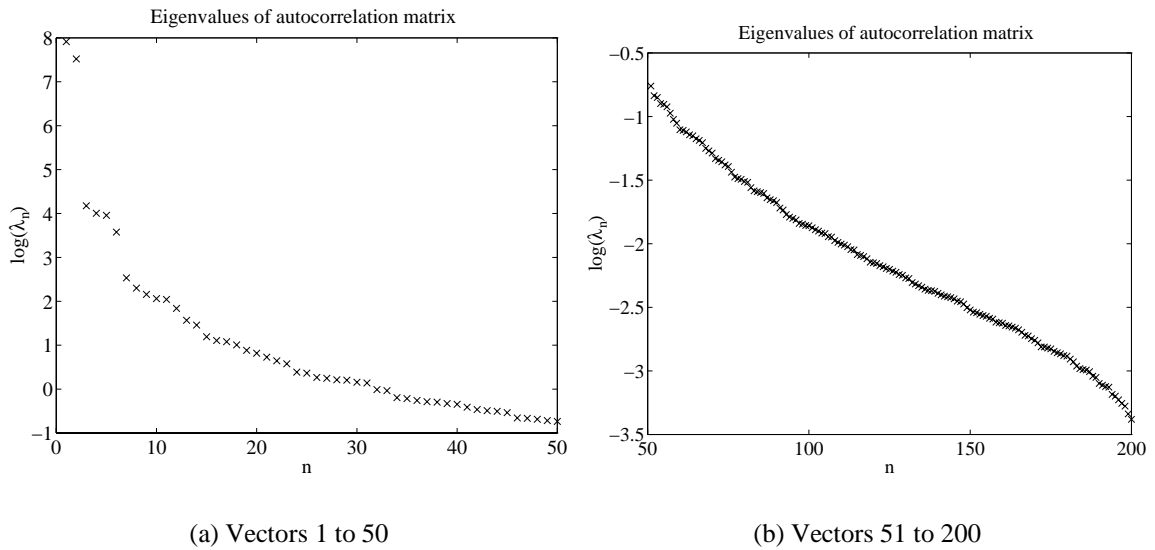 Eigenvalues of autocorrelation matrix
8
7
6
5
4
3
2
1
0
−1
log(λn)
0 10 20 30 40 50
n
(a) Vectors 1 to 50
Eigenvalues of autocorrelation matrix
−0.5
−1
−1.5
−2
−2.5
−3
−3.5
log(λn)
50 100 150 200
n
(b) Vectors 51 to 200